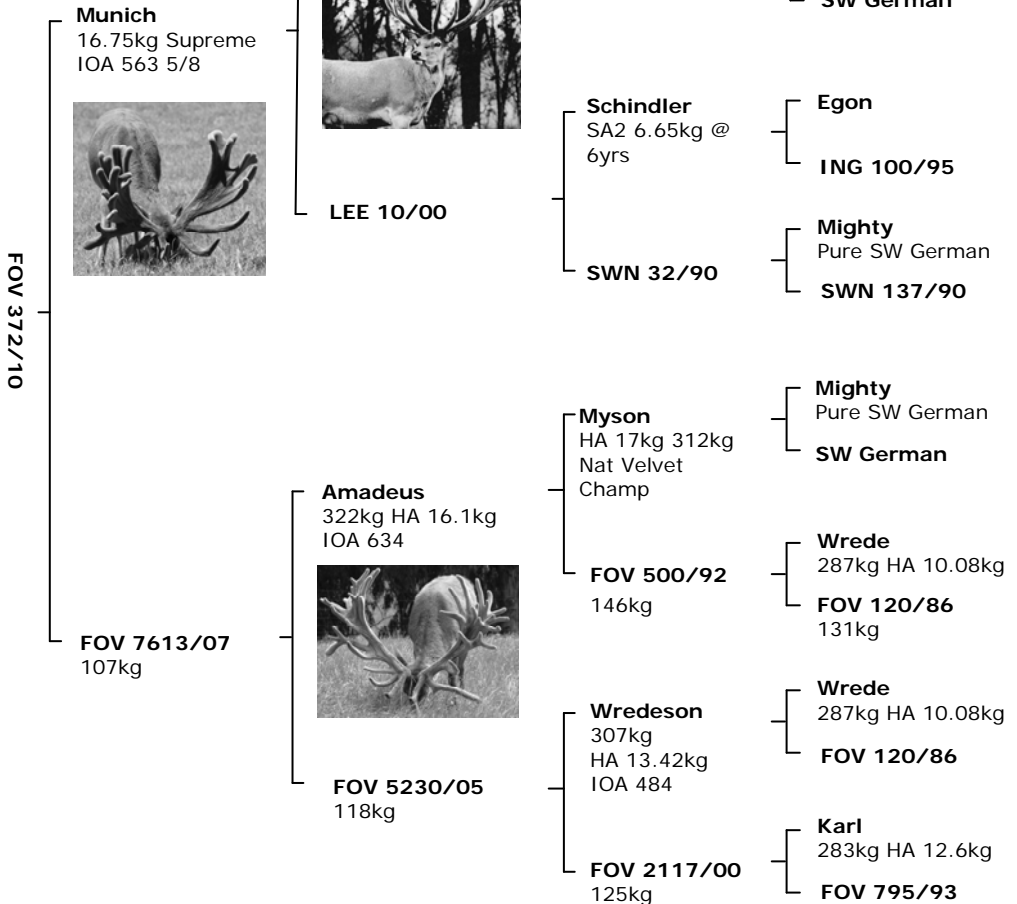 SW German
Munich
16.75kg Supreme
IOA 563 5/8
Schindler
SA2 6.65kg @
6yrs
Egon
ING 100/95
LEE 10/00
Mighty
Pure SW German
SWN 32/90
SWN 137/90
FOV 372/10
Mighty
Pure SW German
Myson
HA 17kg 312kg
Nat Velvet
Champ
SW German
Amadeus
322kg HA 16.1kg
IOA 634
Wrede
287kg HA 10.08kg
FOV 500/92
146kg
FOV 120/86
131kg
FOV 7613/07
107kg
Wrede
287kg HA 10.08kg
Wredeson
307kg
HA 13.42kg
IOA 484
FOV 120/86
FOV 5230/05
118kg
Karl
283kg HA 12.6kg
FOV 2117/00
125kg
FOV 795/93